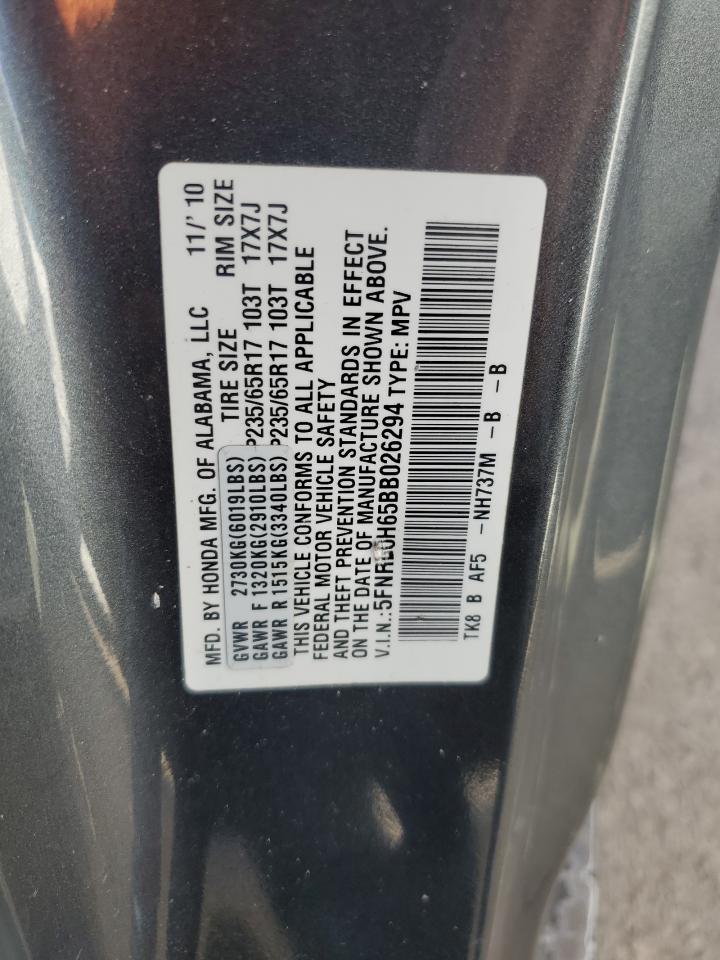 MFD. BY HONDA MFG. OF ALABAMA, LLC 11/' 10
TIRE SIZE RIM SIZE
GVWR 2730KG(6019LBS)
GAWR F 1320KG(2910LBS) P235/65R17 103T 17X7J
GAWR R 1515KG(3340LBS) P235/65R17 103T 17X7J
THIS VEHICLE CONFORMS TO ALL APPLICABLE
FEDERAL MOTOR VEHICLE SAFETY
AND THEFT PREVENTION STANDARDS IN EFFECT
ON THE DATE OF MANUFACTURE SHOWN ABOVE.
V.I.N.:5FNRL5H65BB026294 TYPE: MPV
TK8 B AF5 -NH737M -B -B